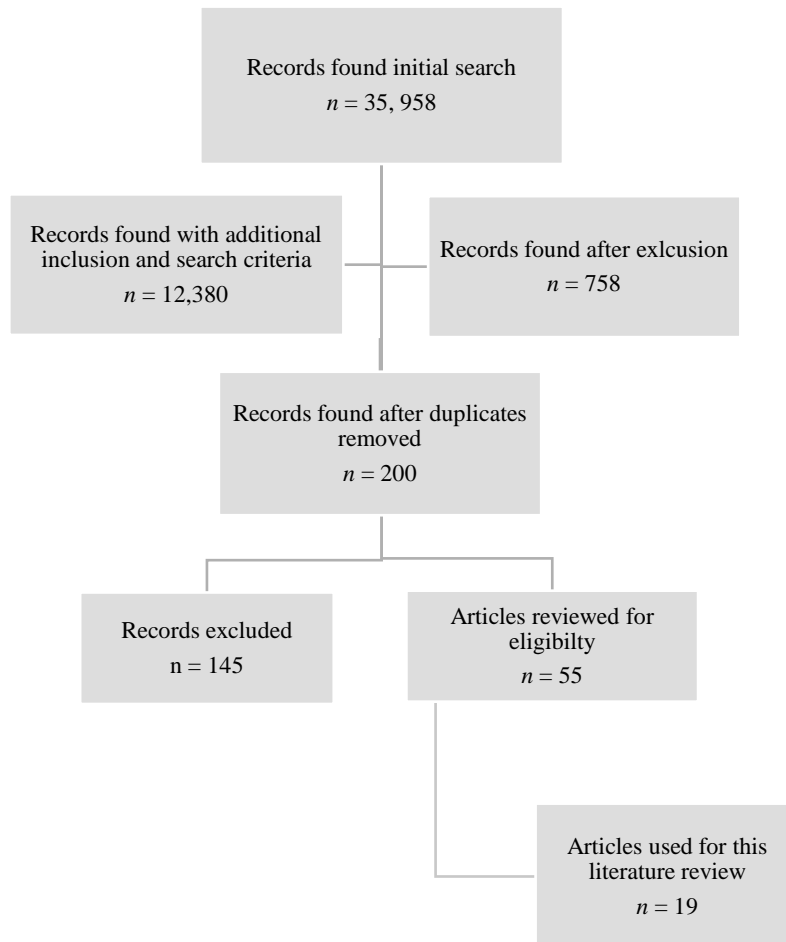 Records found initial search
n = 35, 958
Records found with additional
inclusion and search criteria
n = 12,380
Records found after exlcusion
n = 758
Records found after duplicates
removed
n = 200
Records excluded
n = 145
Articles reviewed for
eligibilty
n = 55
Articles used for this
literature review
n = 19